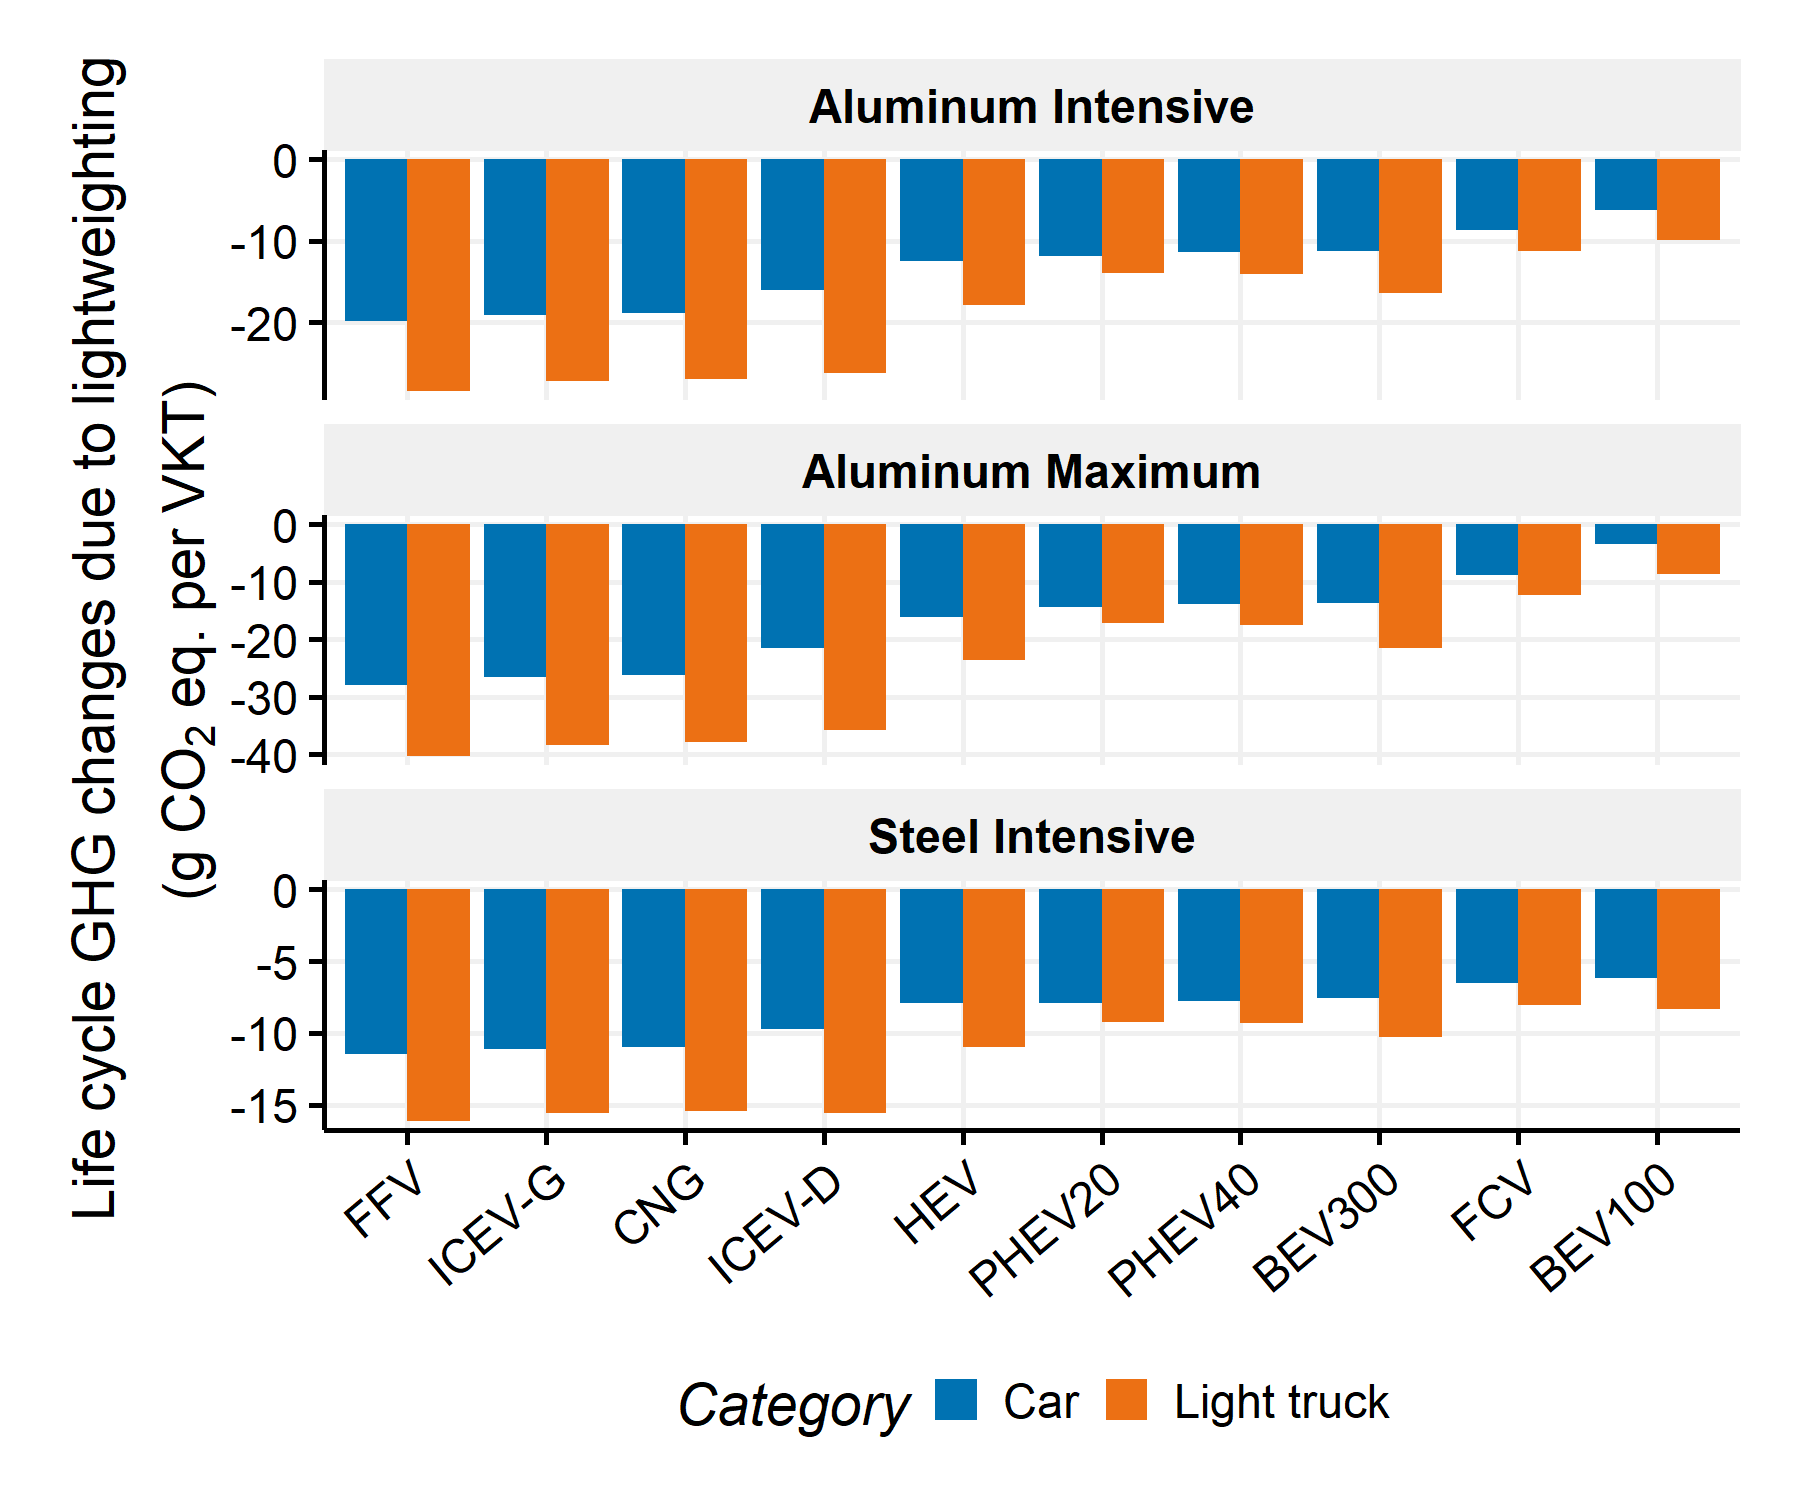 Life cycle GHG changes due to lightweighting
(g CO₂ eq. per VKT)
Aluminum Intensive
0
-10
-20
Aluminum Maximum
0
-10
-20
-30
-40
Steel Intensive
0
-5
-10
-15
FFV
ICEV-G
CNG
ICEV-D
HEV
PHEV20
PHEV40
BEV300
FCV
BEV100
Category Car Light truck